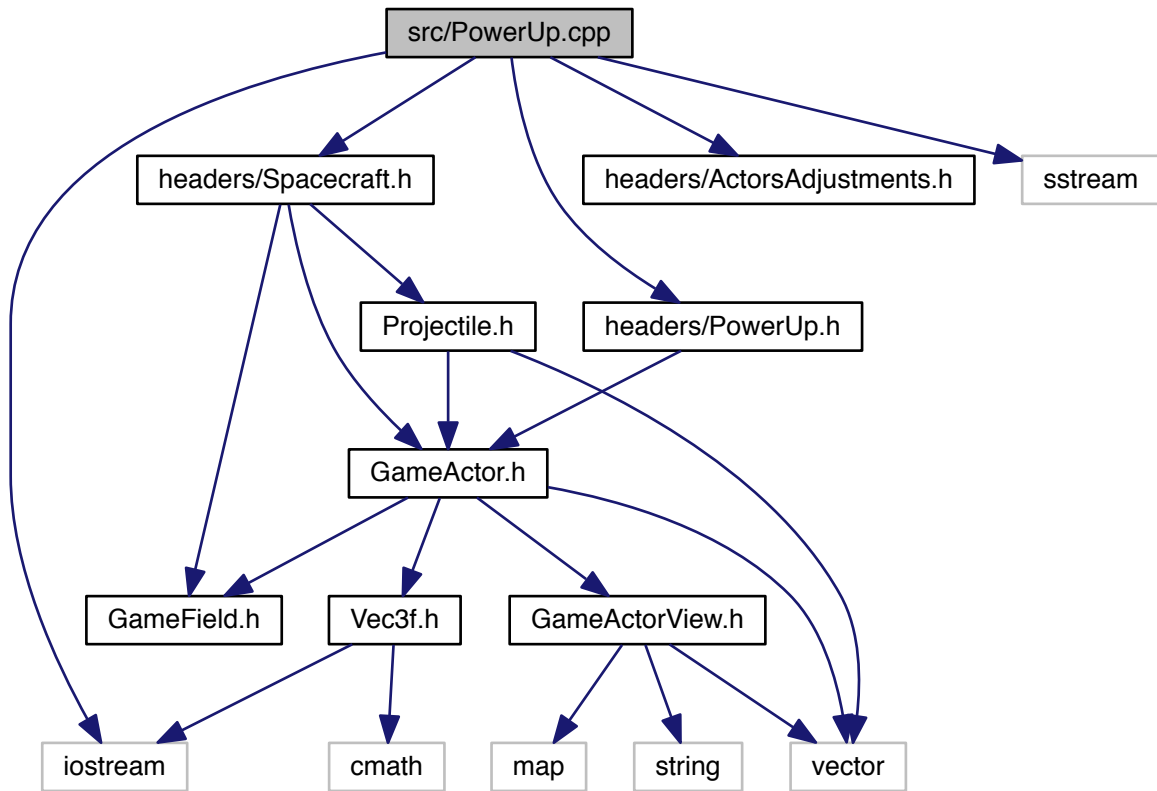 src/PowerUp.cpp
headers/Spacecraft.h
headers/ActorsAdjustments.h
sstream
Projectile.h
headers/PowerUp.h
GameActor.h
GameField.h
Vec3f.h
GameActorView.h
iostream
cmath
map
string
vector